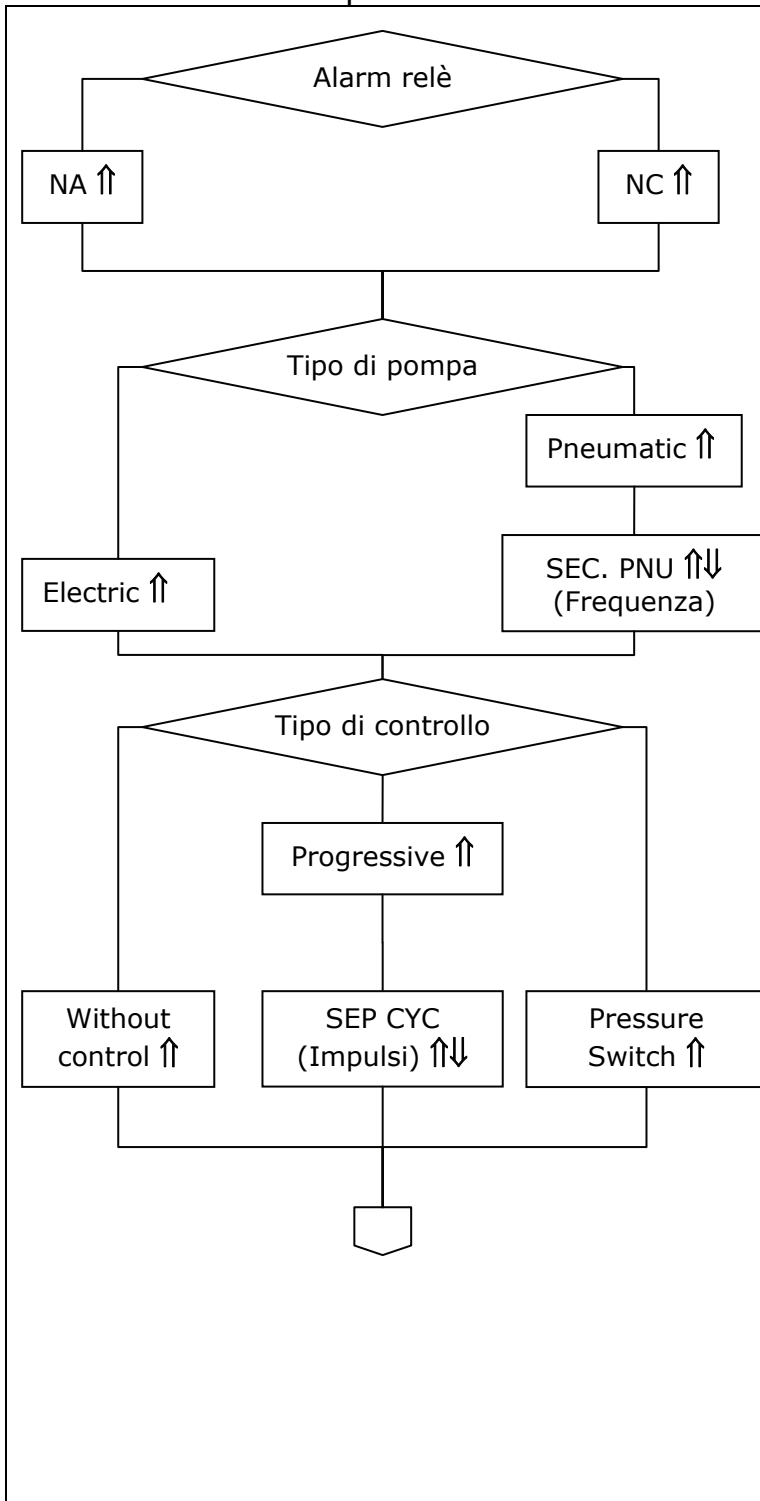 Alarm relè
NA ⇑
NC ⇑
Tipo di pompa
Pneumatic ⇑
SEC. PNU ⇑⇓
(Frequenza)
Electric ⇑
Tipo di controllo
Progressive ⇑
Without
control ⇑
SEP CYC
(Impulsi) ⇑⇓
Pressure
Switch ⇑